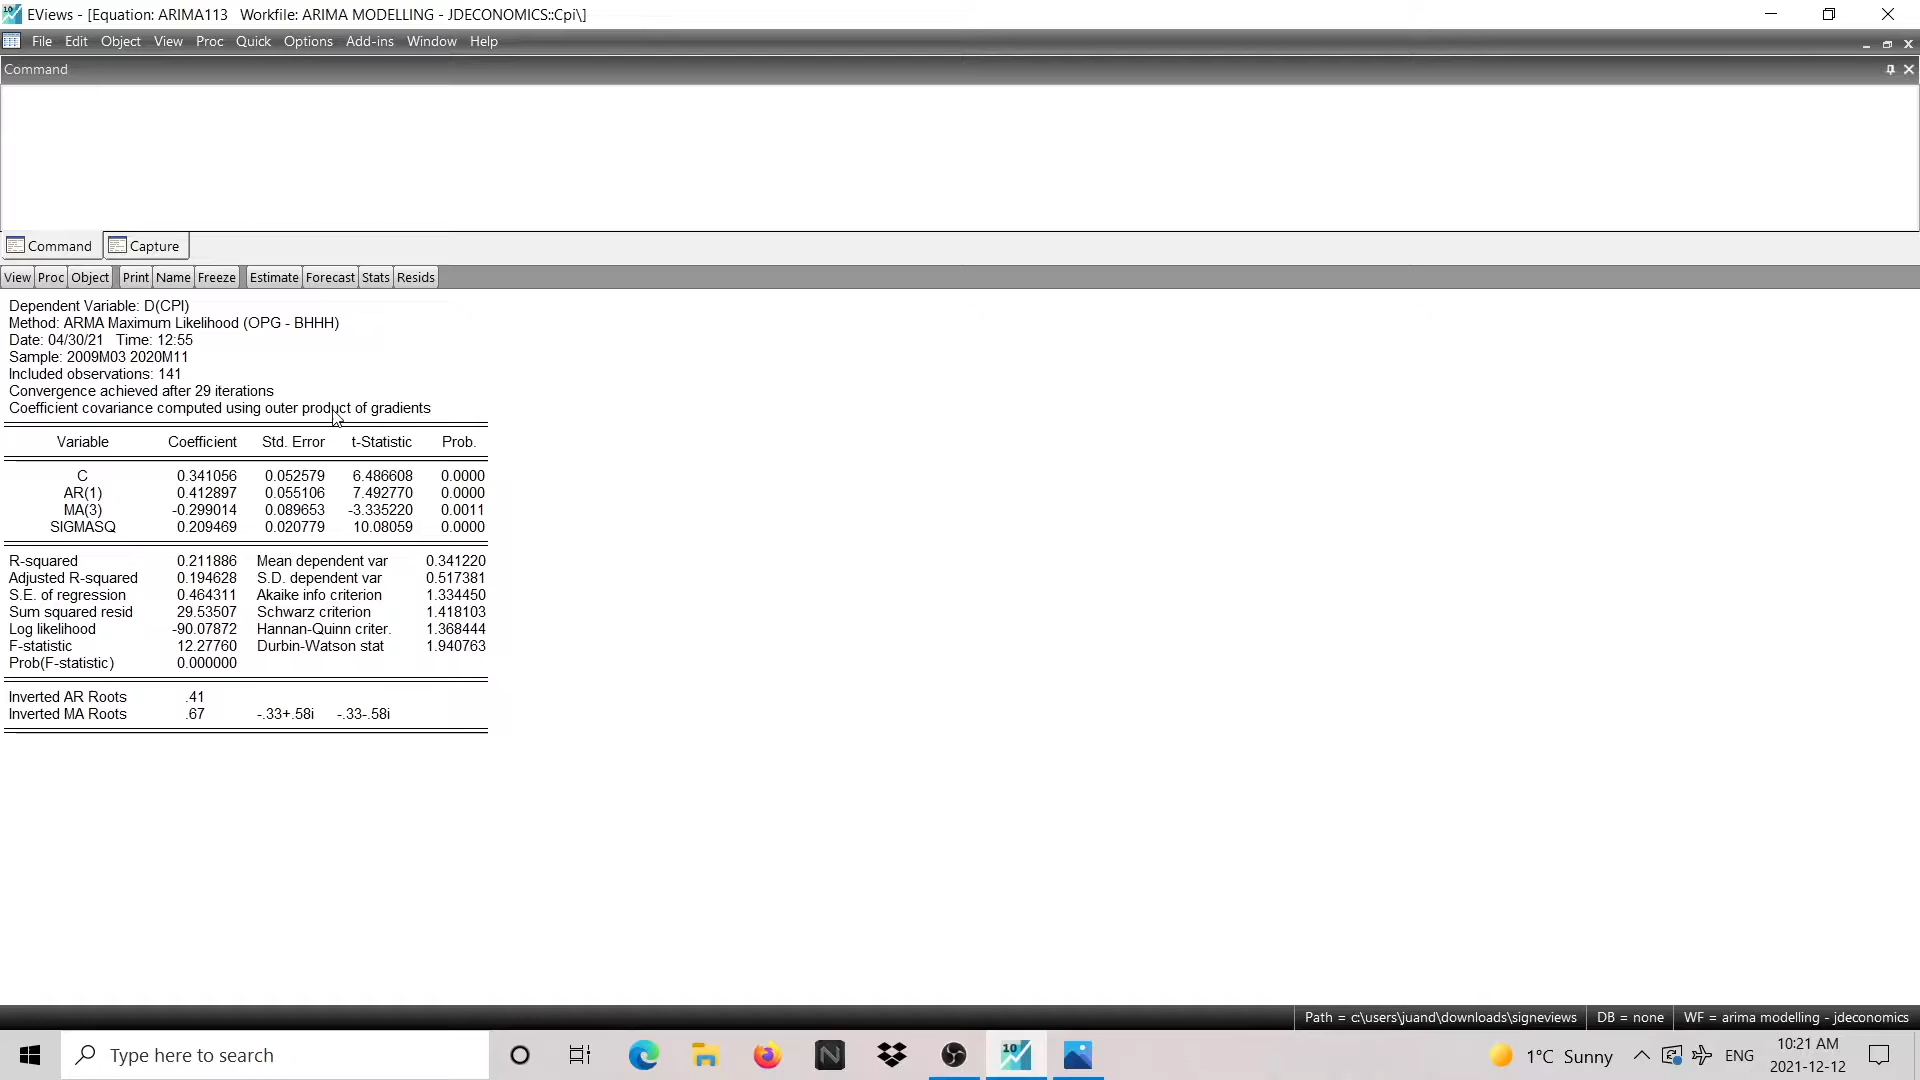 EViews - [Equation: ARIMA113 Workfile: ARIMA MODELLING - JDECONOMICS::Cpi\]
File Edit Object View Proc Quick Options Add-ins Window Help
Command
Command Capture
View Proc Object Print Name Freeze Estimate Forecast Stats Resids
Dependent Variable: D(CPI)
Method: ARMA Maximum Likelihood (OPG - BHHH)
Date: 04/30/21 Time: 12:55
Sample: 2009M03 2020M11
Included observations: 141
Convergence achieved after 29 iterations
Coefficient covariance computed using outer product of gradients
Variable Coefficient Std. Error t-Statistic Prob.
C 0.341056 0.052579 6.486608 0.0000
AR(1) 0.412897 0.055106 7.492770 0.0000
MA(3) -0.299014 0.089653 -3.335220 0.0011
SIGMASQ 0.209469 0.020779 10.08059 0.0000
R-squared 0.211886 Mean dependent var 0.341220
Adjusted R-squared 0.194628 S.D. dependent var 0.517381
S.E. of regression 0.464311 Akaike info criterion 1.334450
Sum squared resid 29.53507 Schwarz criterion 1.418103
Log likelihood -90.07872 Hannan-Quinn criter. 1.368444
F-statistic 12.27760 Durbin-Watson stat 1.940763
Prob(F-statistic) 0.000000
Inverted AR Roots .41
Inverted MA Roots .67 -.33+.58i -.33-.58i
Path = c:\users\juand\downloads\signeviews DB = none WF = arima modelling - jdeconomics
Type here to search 10 1°C Sunny ENG 10:21 AM
2021-12-12